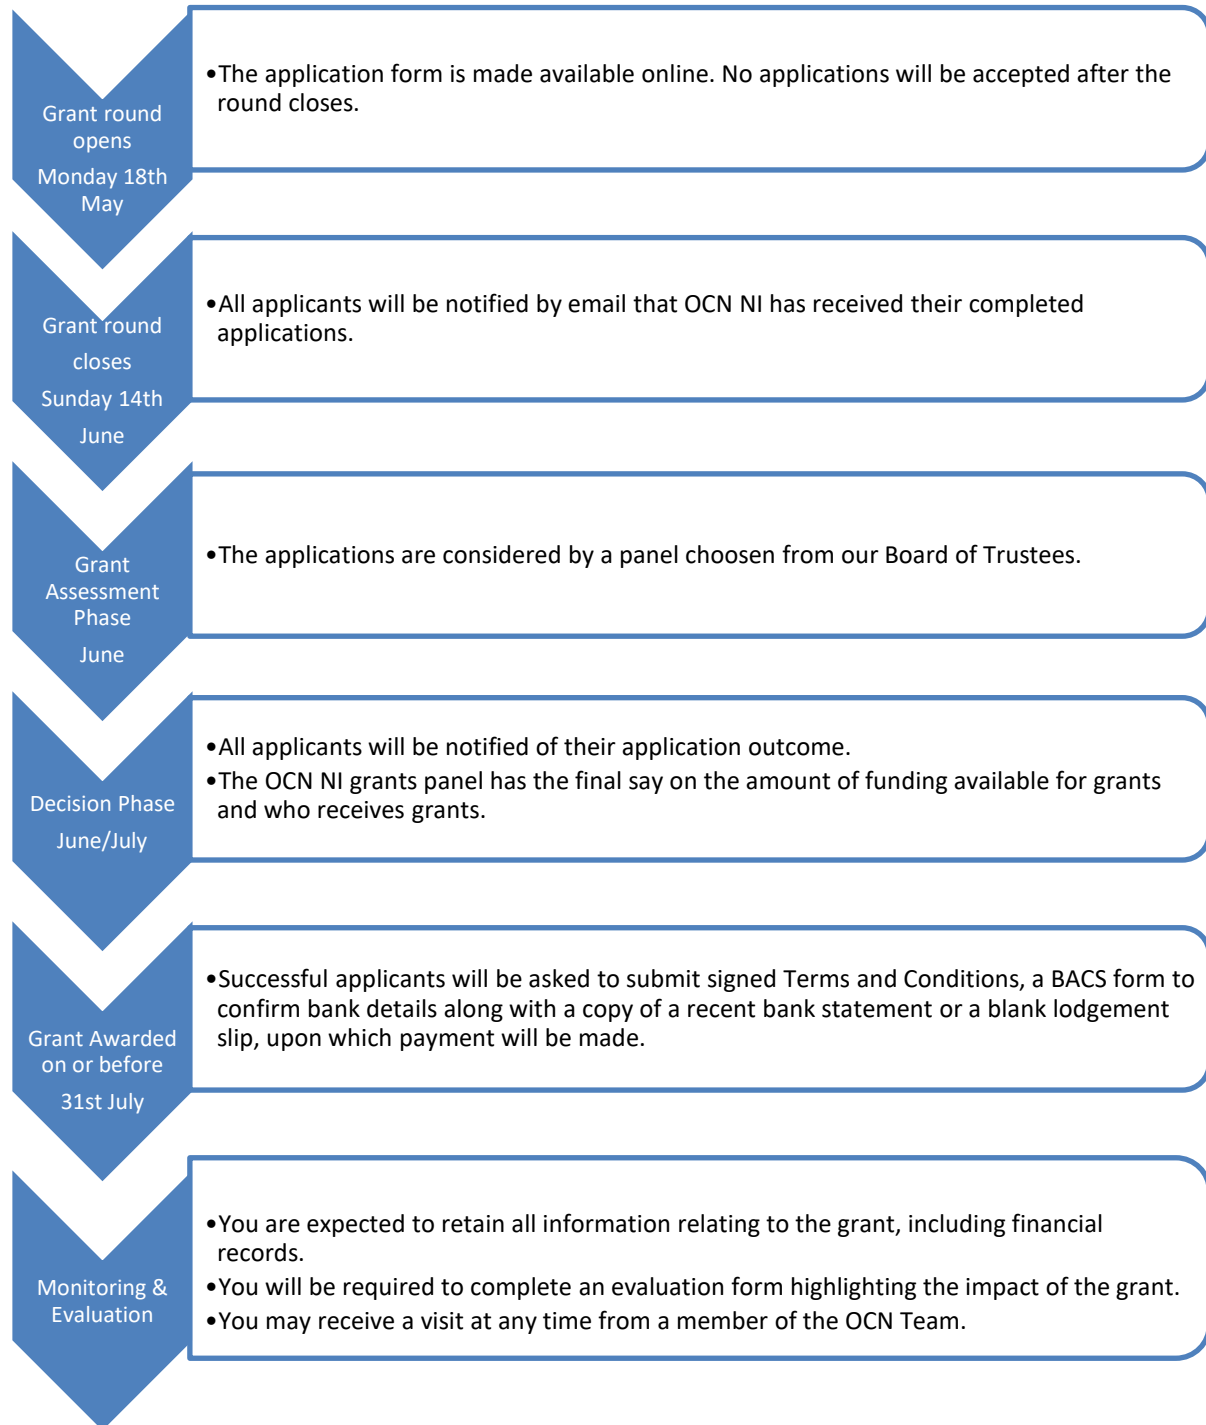 Grant round
opens
Monday 18th
May
•The application form is made available online. No applications will be accepted after the
round closes.
Grant round
closes
Sunday 14th
June
•All applicants will be notified by email that OCN NI has received their completed
applications.
Grant
Assessment
Phase
June
•The applications are considered by a panel choosen from our Board of Trustees.
Decision Phase
June/July
•All applicants will be notified of their application outcome.
•The OCN NI grants panel has the final say on the amount of funding available for grants
and who receives grants.
Grant Awarded
on or before
31st July
•Successful applicants will be asked to submit signed Terms and Conditions, a BACS form to
confirm bank details along with a copy of a recent bank statement or a blank lodgement
slip, upon which payment will be made.
Monitoring &
Evaluation
•You are expected to retain all information relating to the grant, including financial
records.
•You will be required to complete an evaluation form highlighting the impact of the grant.
•You may receive a visit at any time from a member of the OCN Team.